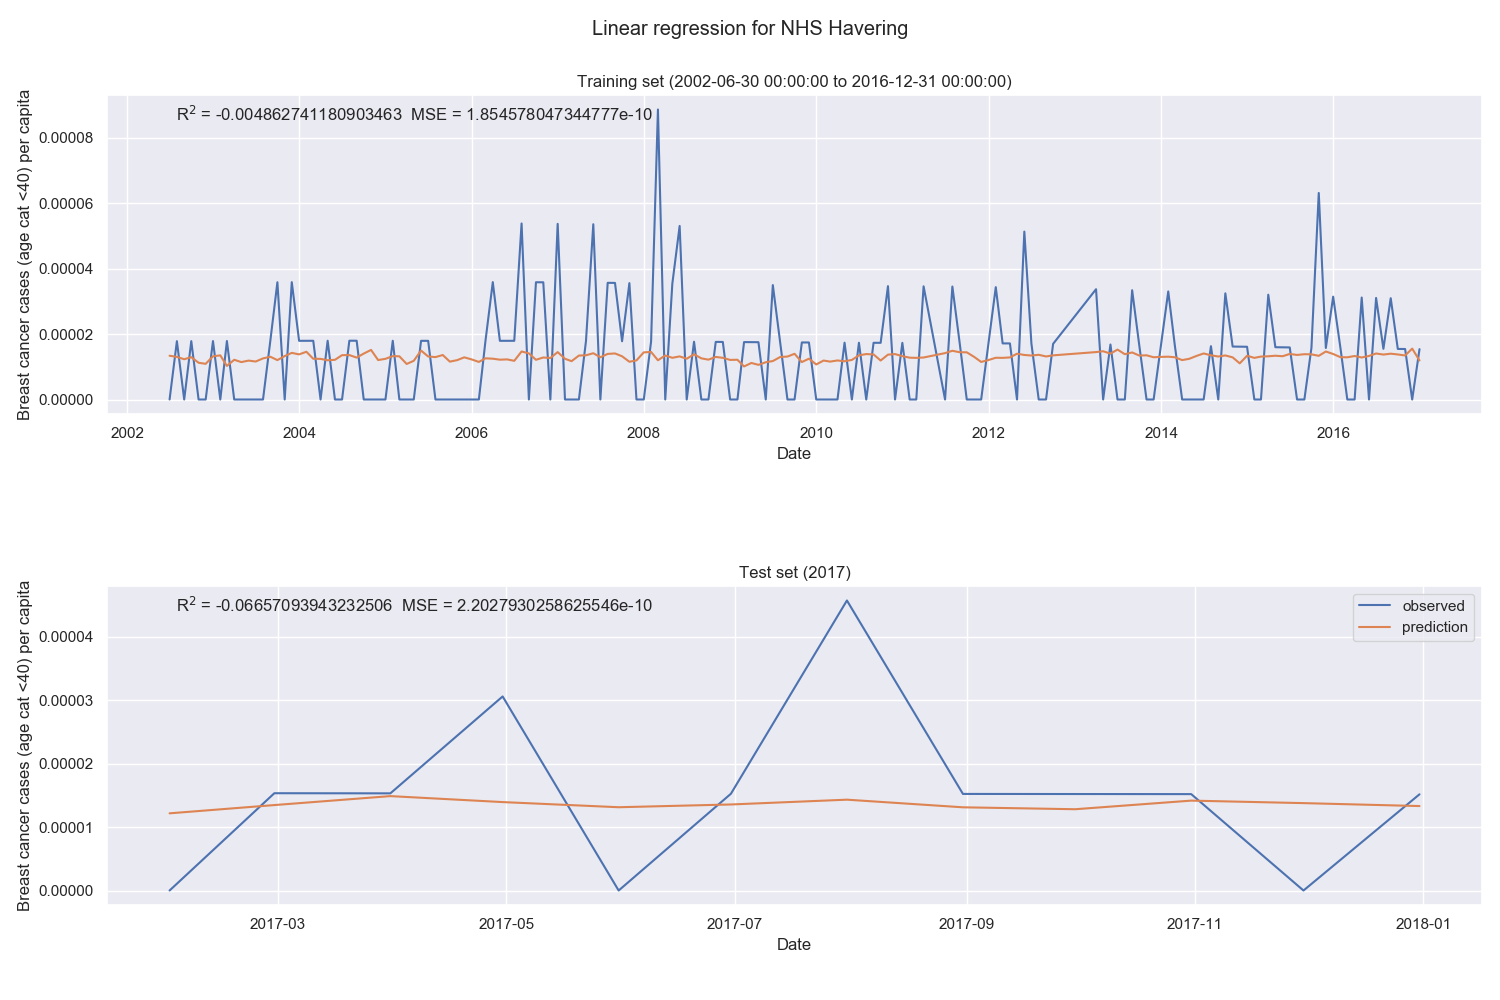 Linear regression for NHS Havering
Training set (2002-06-30 00:00:00 to 2016-12-31 00:00:00)
R² = -0.004862741180903463  MSE = 1.854578047344777e-10
Breast cancer cases (age cat <40) per capita
0.00008
0.00006
0.00004
0.00002
0.00000
2002
2004
2006
2008
2010
2012
2014
2016
Date
Test set (2017)
R² = -0.06657093943232506  MSE = 2.2027930258625546e-10
observed
prediction
Breast cancer cases (age cat <40) per capita
0.00004
0.00003
0.00002
0.00001
0.00000
2017-03
2017-05
2017-07
2017-09
2017-11
2018-01
Date